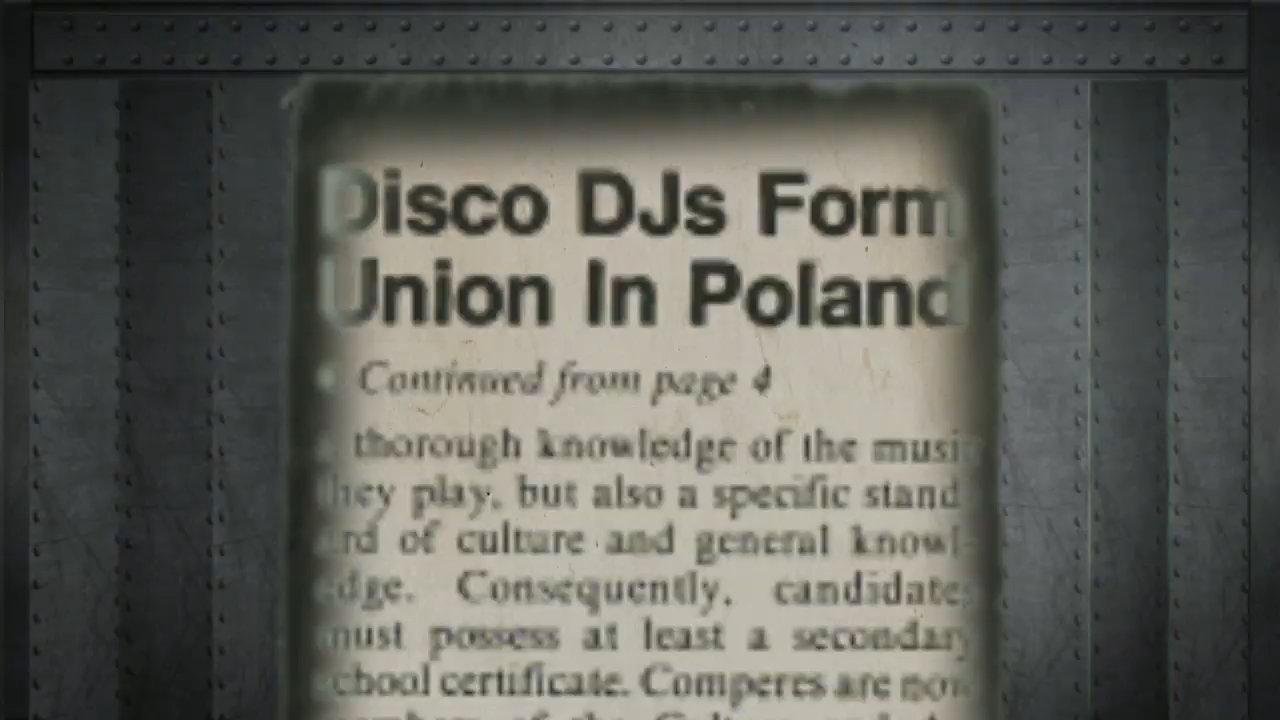 Disco DJs Form
Union In Poland
Continued from page 4
thorough knowledge of the music
they play, but also a specific stand-
ard of culture and general knowl-
edge. Consequently, candidates
must possess at least a secondary
school certificate. Comperes are now